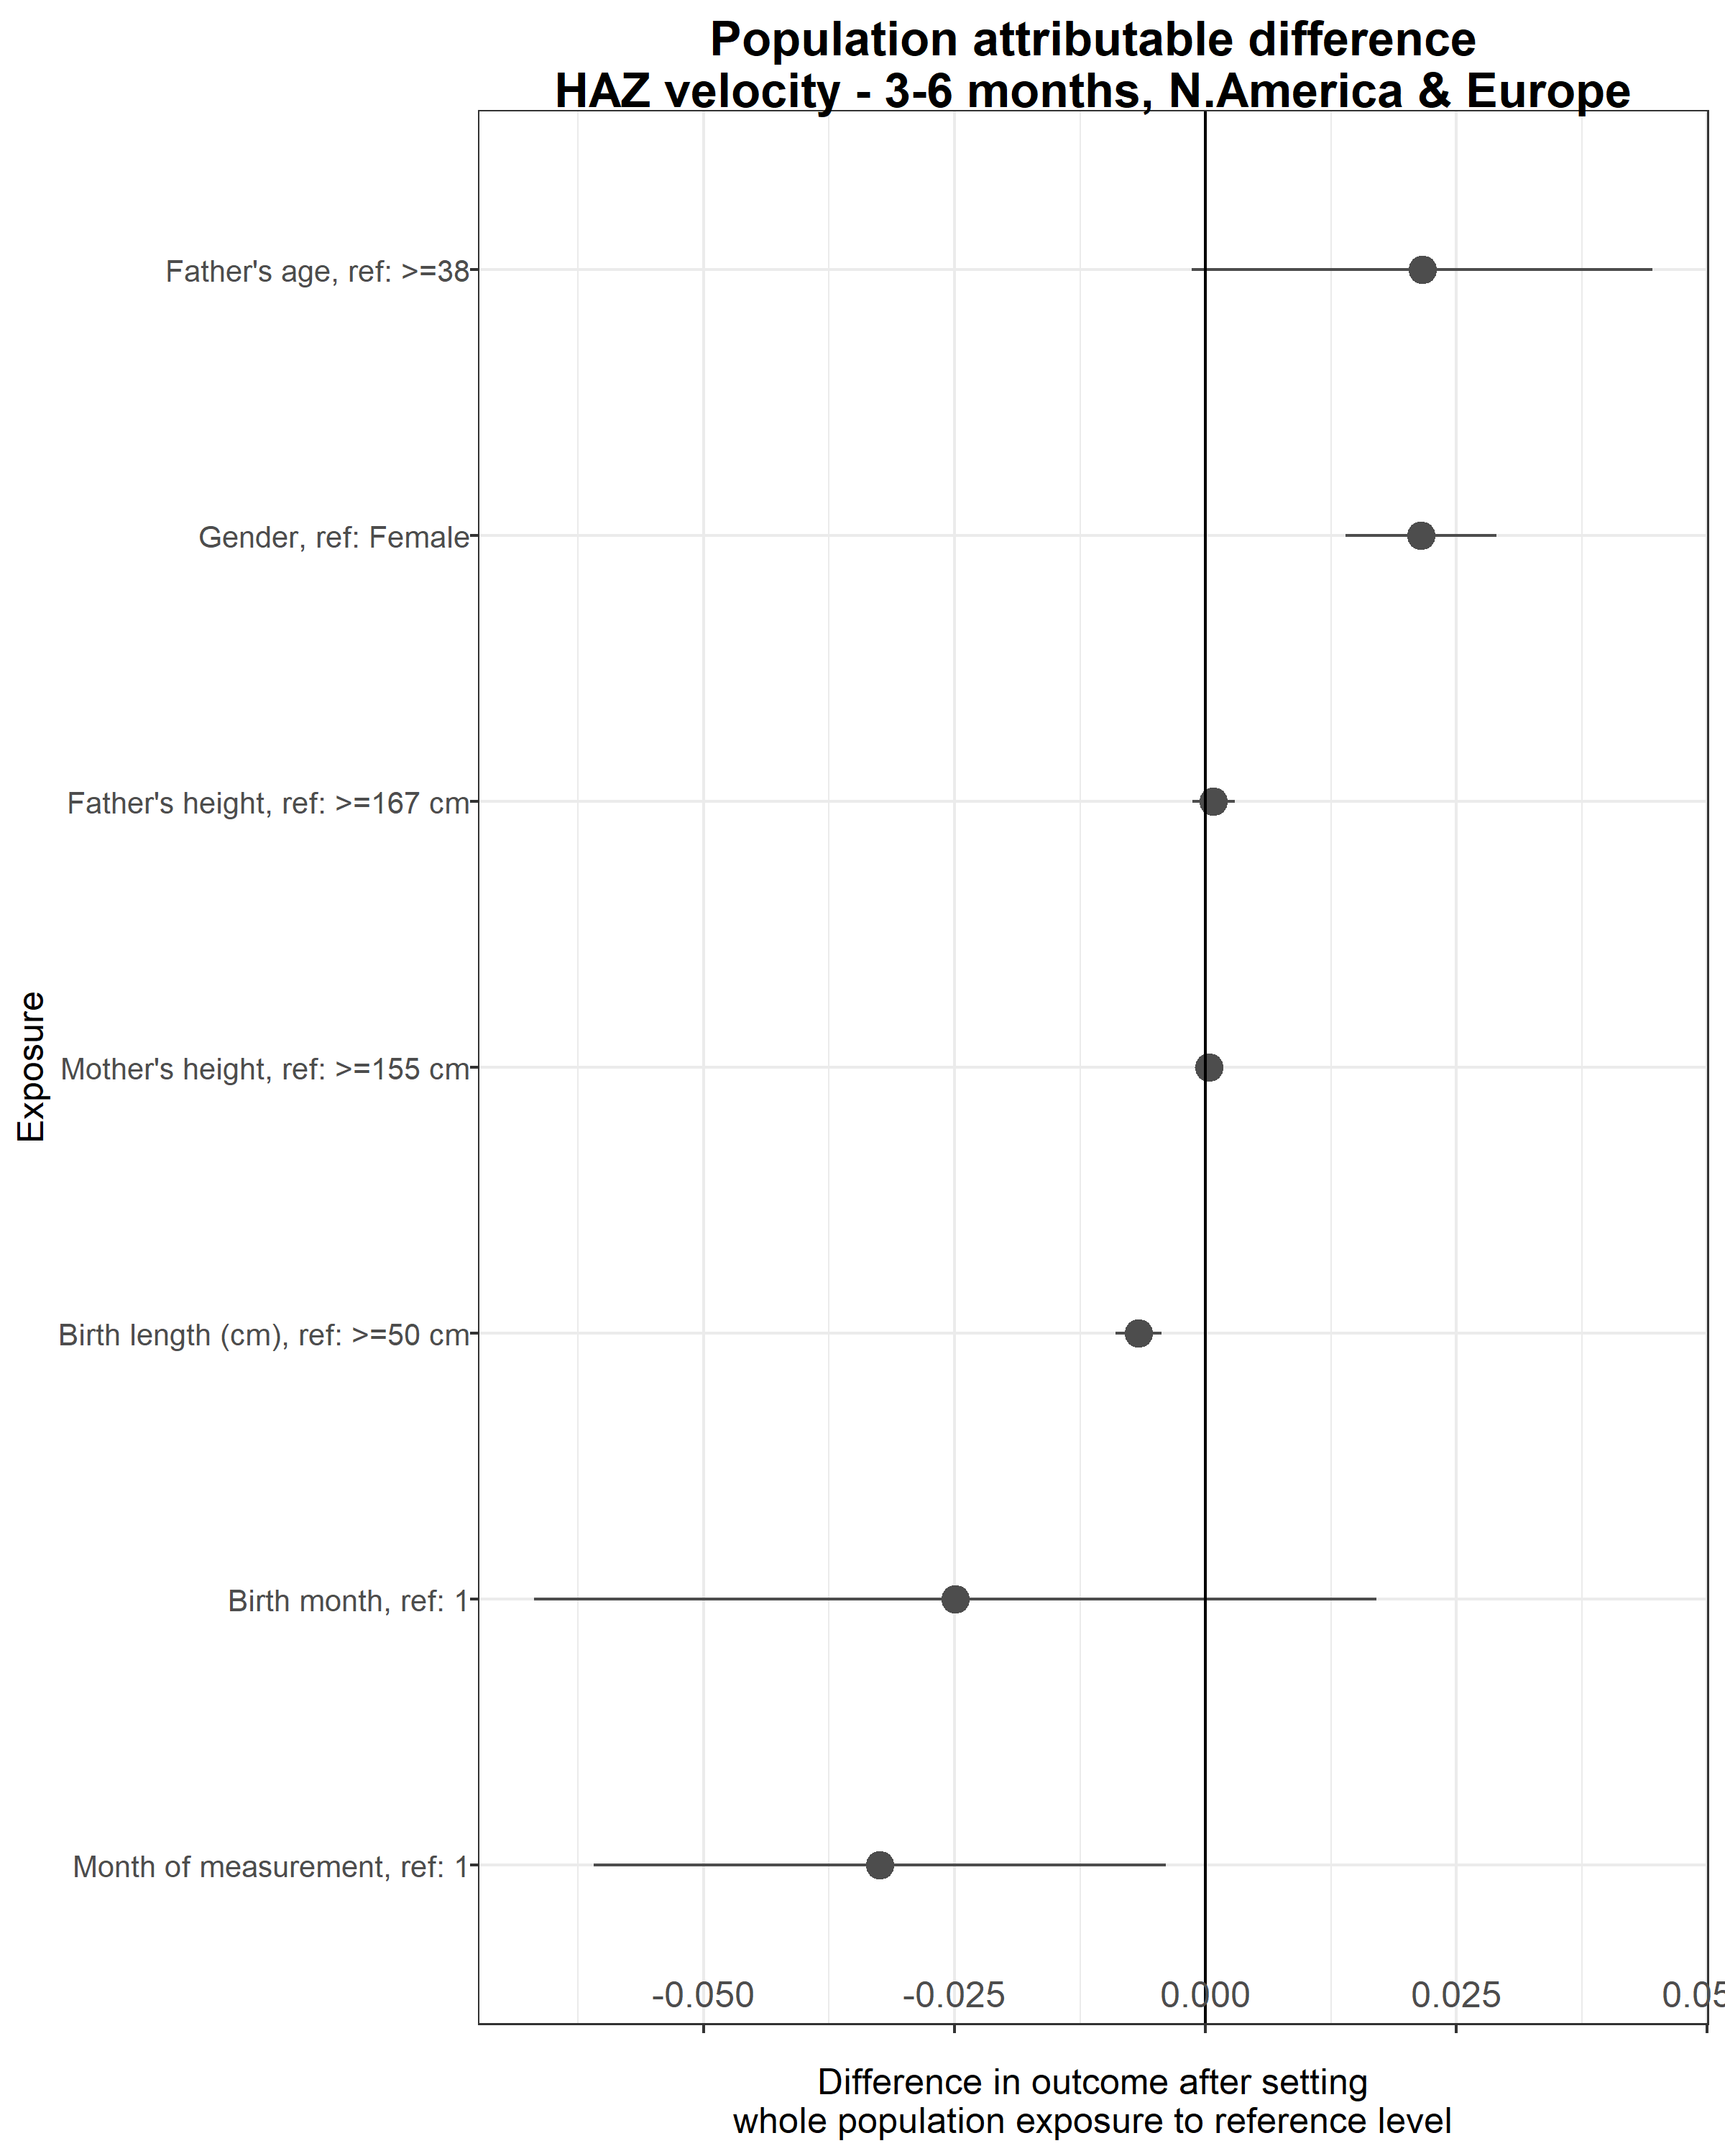 Population attributable difference
HAZ velocity - 3-6 months, N.America & Europe
Father's age, ref: >=38
Gender, ref: Female
Father's height, ref: >=167 cm
Mother's height, ref: >=155 cm
Birth length (cm), ref: >=50 cm
Birth month, ref: 1
Month of measurement, ref: 1
Exposure
-0.050 -0.025 0.000 0.025 0.05
Difference in outcome after setting
whole population exposure to reference level